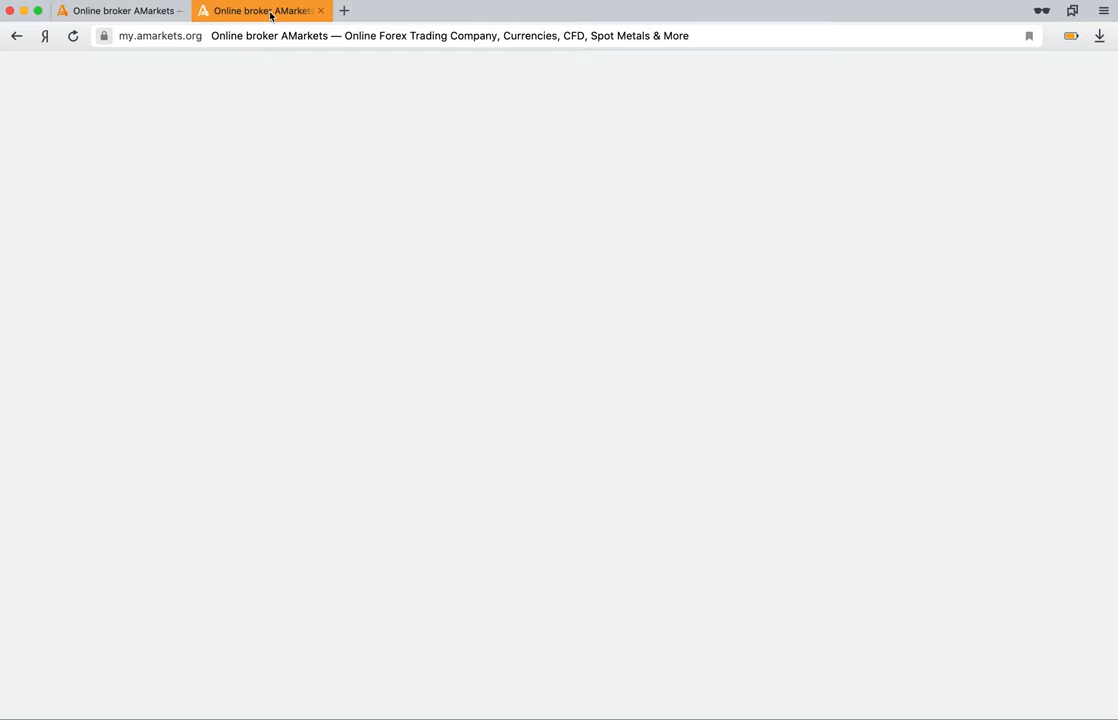 Online broker AMarkets —
Online broker AMarkets
Я
my.amarkets.org Online broker AMarkets — Online Forex Trading Company, Currencies, CFD, Spot Metals & More